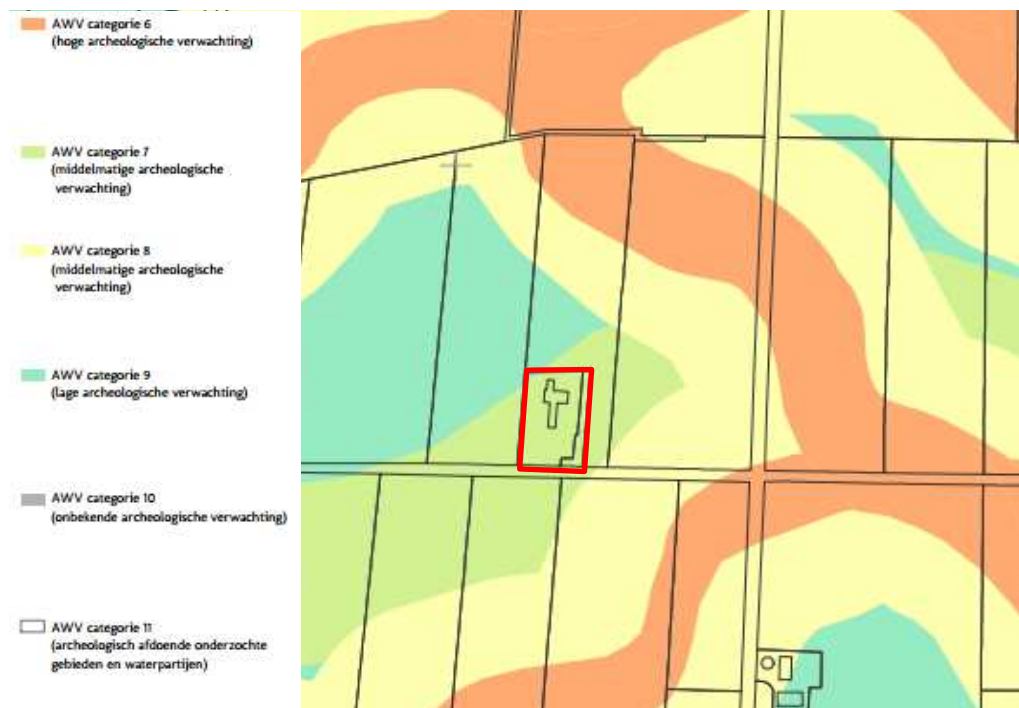 AWV categorie 6
(hoge archeologische verwachting)
AWV categorie 7
(middelmatige archeologische
verwachting)
AWV categorie 8
(middelmatige archeologische
verwachting)
AWV categorie 9
(lage archeologische verwachting)
AWV categorie 10
(onbekende archeologische verwachting)
AWV categorie 11
(archeologisch afdoende onderzochte
gebieden en waterpartijen)